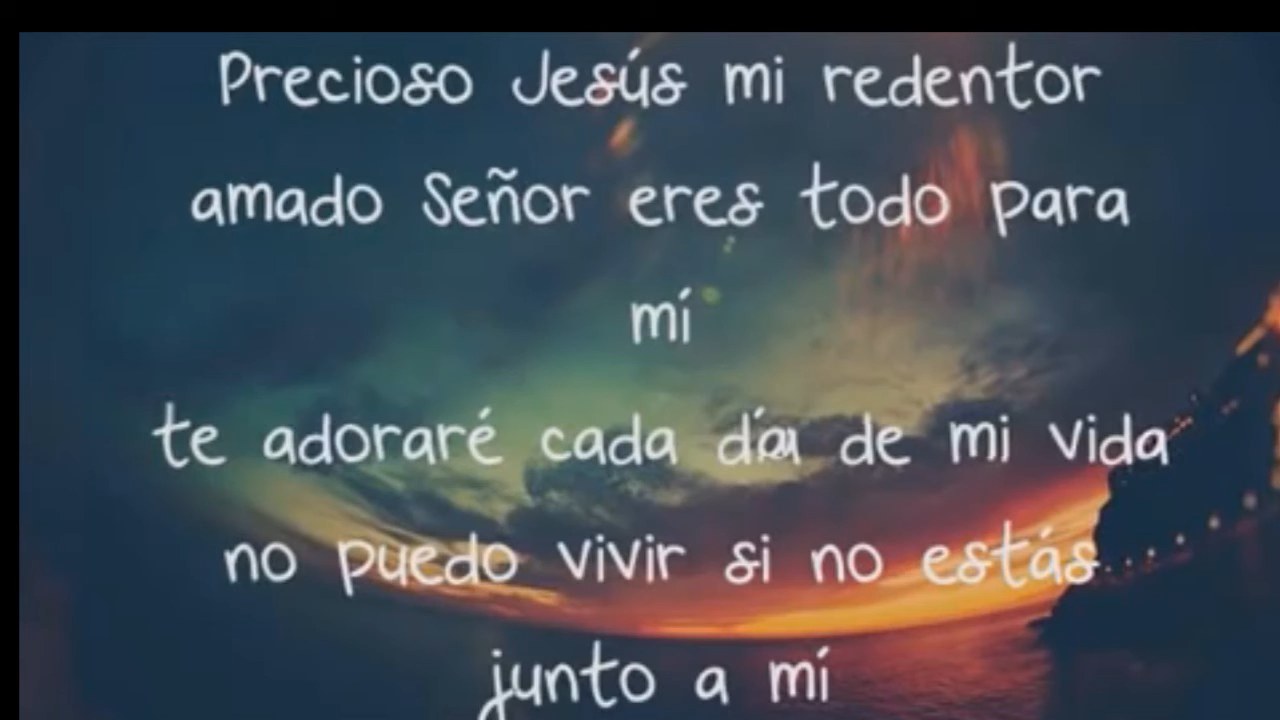 Precioso Jesús mi redentor
amado Señor eres todo para
mí
te adoraré cada día de mi vida
no puedo vivir si no estás
junto a mí